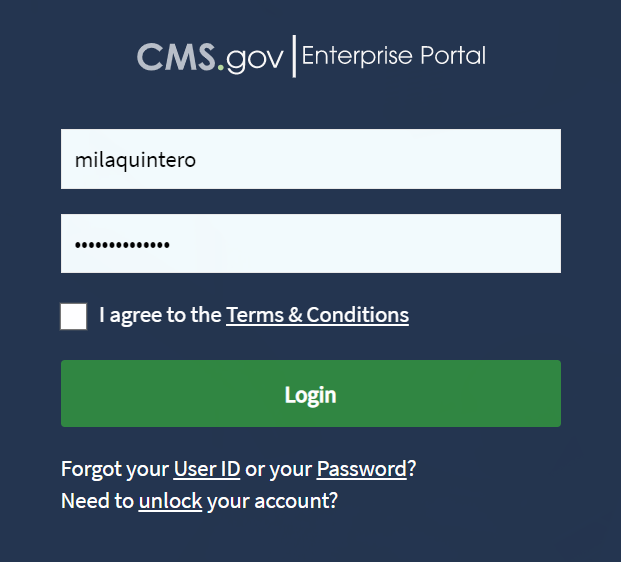 CMS.gov Enterprise Portal
milaquintero
••••••••••••••
I agree to the Terms & Conditions
Login
Forgot your User ID or your Password?
Need to unlock your account?